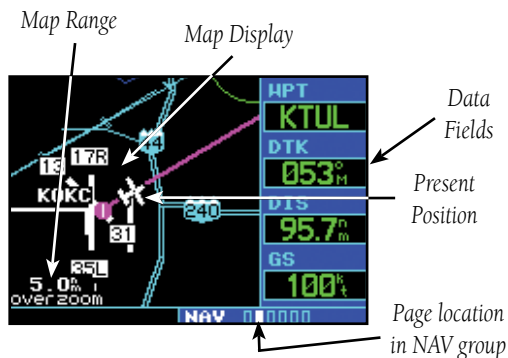 Map Range
Map Display
WPT
KTUL
DTK
053°M
DIS
95.7nm
GS
100kt
Data
Fields
Present
Position
13
17R
KOKC
31
35L
240
5.0nm
overzoom
NAV
Page location
in NAV group